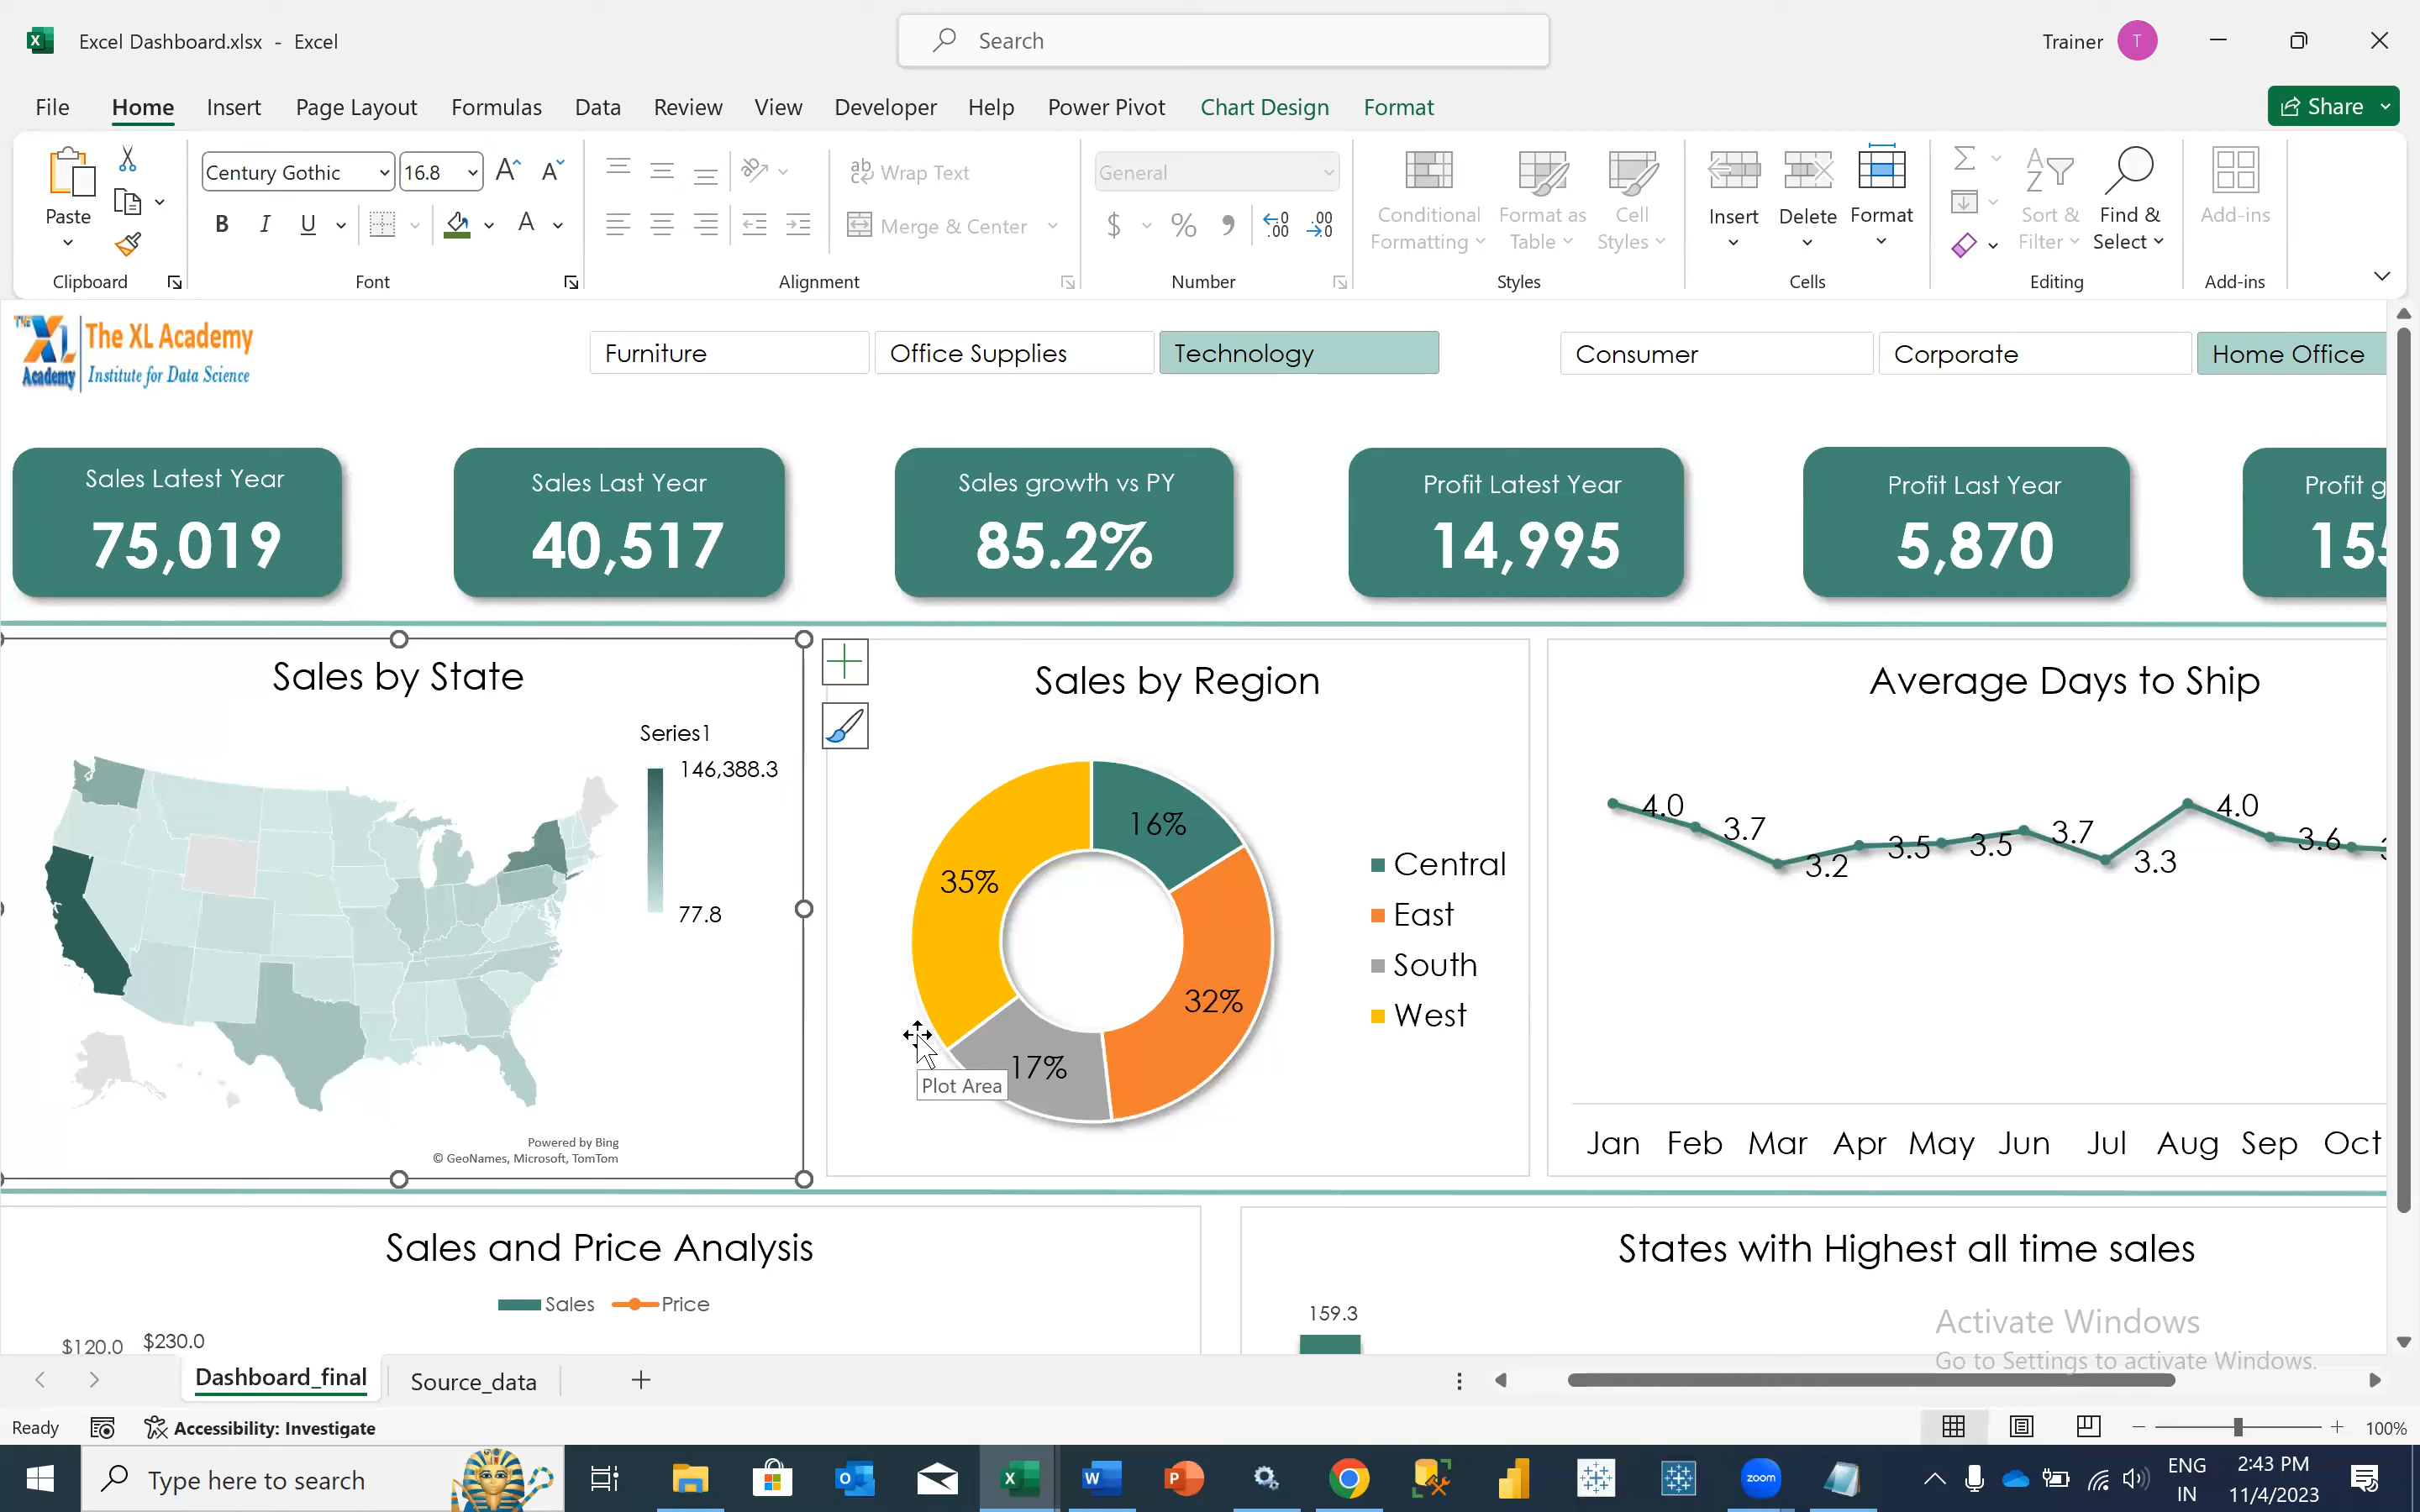 Excel Dashboard.xlsx - Excel
Search
Trainer T
File Home Insert Page Layout Formulas Data Review View Developer Help Power Pivot Chart Design Format
Share
Paste
Century Gothic 16.8
Wrap Text
Merge & Center
General
Conditional Formatting
Format as Table
Cell Styles
Insert Delete Format
Sort & Filter
Find & Select
Add-ins
Clipboard Font Alignment Number Styles Cells Editing Add-ins
The XL Academy
Academy
Institute for Data Science
Furniture Office Supplies Technology
Consumer Corporate Home Office
Sales Latest Year
75,019
Sales Last Year
40,517
Sales growth vs PY
85.2%
Profit Latest Year
14,995
Profit Last Year
5,870
Profit g
15
Sales by State
Series1
146,388.3
77.8
Powered by Bing
© GeoNames, Microsoft, TomTom
Sales by Region
16%
35%
32%
17%
Plot Area
Central
East
South
West
Average Days to Ship
4.0 3.7 3.2 3.5 3.5 3.7 3.3 4.0 3.6
Jan Feb Mar Apr May Jun Jul Aug Sep Oct
Sales and Price Analysis
Sales Price
$120.0 $230.0
States with Highest all time sales
159.3
Activate Windows
Go to Settings to activate Windows.
Dashboard_final Source_data
Ready
Accessibility: Investigate
100%
Type here to search
zoom
ENG
IN
2:43 PM
11/4/2023